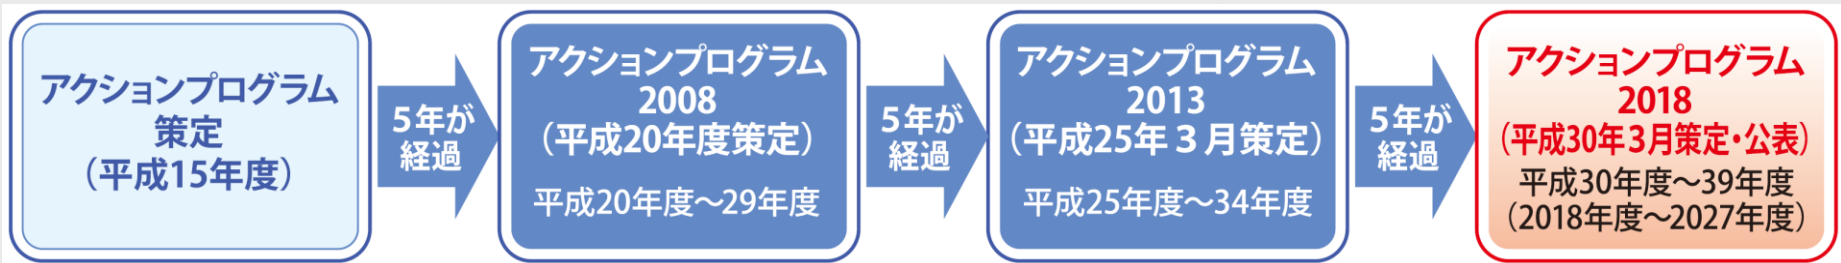 アクションプログラム
策定
（平成15年度）
5年が
経過
アクションプログラム
2008
（平成20年度策定）
平成20年度～29年度
5年が
経過
アクションプログラム
2013
（平成25年３月策定）
平成25年度～34年度
5年が
経過
アクションプログラム
2018
（平成30年３月策定・公表）
平成30年度～39年度
（2018年度～2027年度）